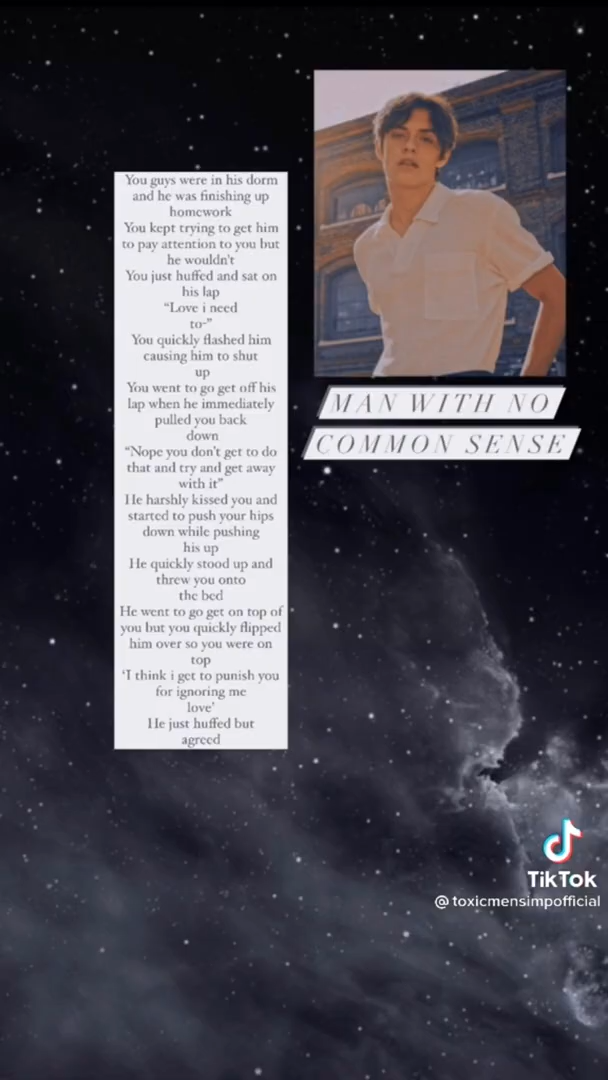 You guys were in his dorm
and he was finishing up
homework
You kept trying to get him
to pay attention to you but
he wouldn't
You just huffed and sat on
his lap
“Love i need
to-”
You quickly flashed him
causing him to shut
up
You went to go get off his
lap when he immediately
pulled you back
down
“Nope you don't get to do
that and try and get away
with it”
He harshly kissed you and
started to push your hips
down while pushing
his up
He quickly stood up and
threw you onto
the bed
He went to go get on top of
you but you quickly flipped
him over so you were on
top
‘I think i get to punish you
for ignoring me
love’
He just huffed but
agreed
MAN WITH NO
COMMON SENSE
TikTok
@toxicmensimpofficial